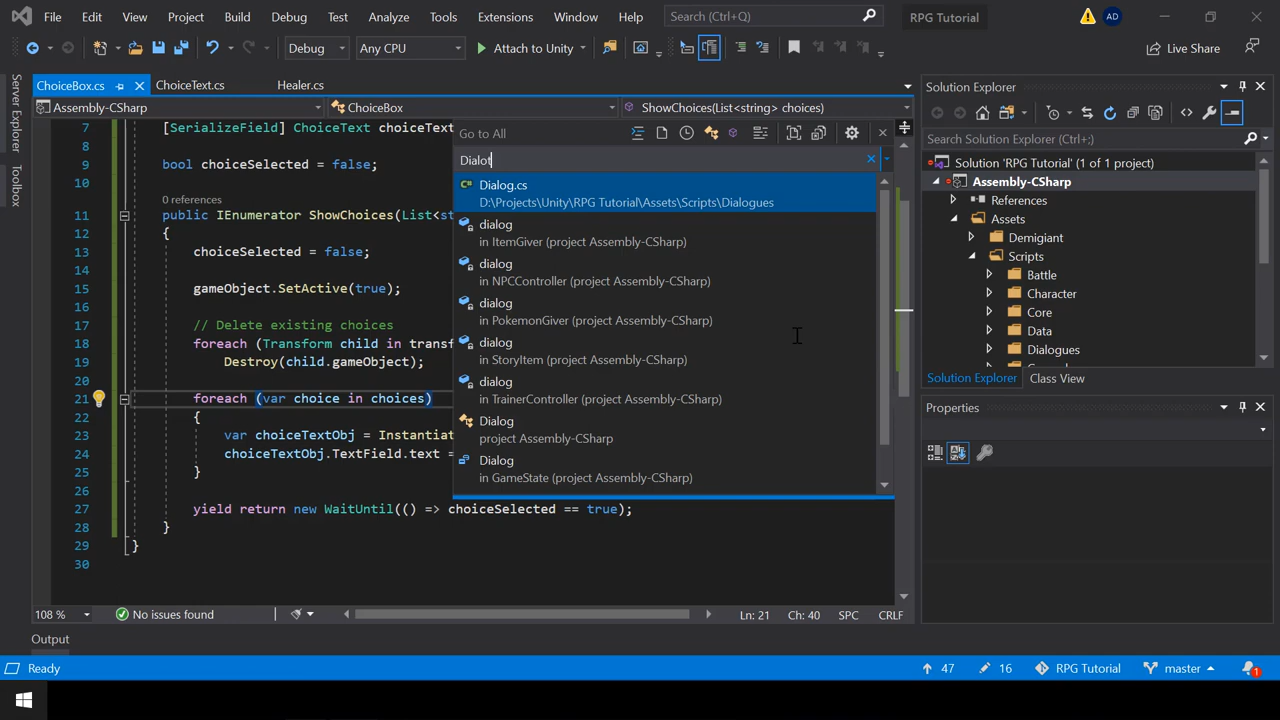 File Edit View Project Build Debug Test Analyze Tools Extensions Window Help Search (Ctrl+Q) RPG Tutorial AD
Debug Any CPU Attach to Unity Live Share
Server Explorer
Toolbox
ChoiceBox.cs ChoiceText.cs Healer.cs
Assembly-CSharp ChoiceBox ShowChoices(List<string> choices)
7 [SerializeField] ChoiceText choiceText
8
9 bool choiceSelected = false;
10
0 references
11 public IEnumerator ShowChoices(List<st
12 {
13 choiceSelected = false;
14
15 gameObject.SetActive(true);
16
17 // Delete existing choices
18 foreach (Transform child in transf
19 Destroy(child.gameObject);
20
21 foreach (var choice in choices)
22 {
23 var choiceTextObj = Instantiat
24 choiceTextObj.TextField.text =
25 }
26
27 yield return new WaitUntil(() => choiceSelected == true);
28 }
29 }
30
Go to All
Dialot
Dialog.cs
D:\Projects\Unity\RPG Tutorial\Assets\Scripts\Dialogues
dialog
in ItemGiver (project Assembly-CSharp)
dialog
in NPCController (project Assembly-CSharp)
dialog
in PokemonGiver (project Assembly-CSharp)
dialog
in StoryItem (project Assembly-CSharp)
dialog
in TrainerController (project Assembly-CSharp)
Dialog
project Assembly-CSharp
Dialog
in GameState (project Assembly-CSharp)
108 % No issues found Ln: 21 Ch: 40 SPC CRLF
Output
Solution Explorer
Search Solution Explorer (Ctrl+;)
Solution 'RPG Tutorial' (1 of 1 project)
Assembly-CSharp
References
Assets
Demigiant
Scripts
Battle
Character
Core
Data
Dialogues
Solution Explorer Class View
Properties
Ready 47 16 RPG Tutorial master 1